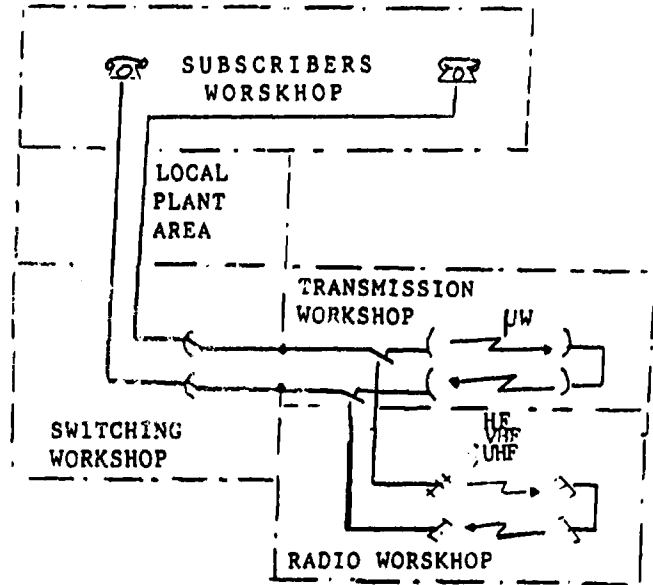 SUBSCRIBERS
WORSKHOP
LOCAL
PLANT
AREA
TRANSMISSION
WORKSHOP
μW
SWITCHING
WORKSHOP
HF
VHF
UHF
RADIO WORSKHOP